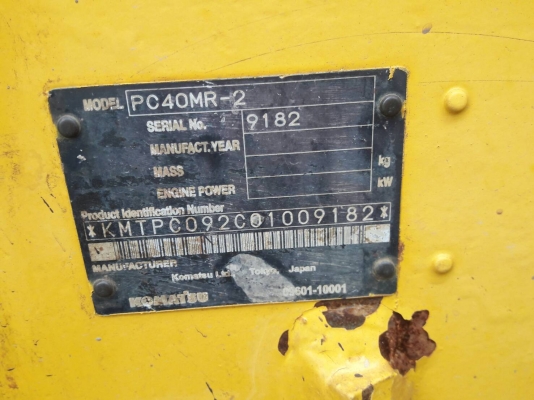 MODEL PC40MR-2
SERIAL No. 9182
MANUFACT.YEAR
MASS kg
ENGINE POWER kW
Product Identification Number
*KMTPC092C01009182*
MANUFACTURER
Komatsu Ltd. Tokyo, Japan
KOMATSU 09601-10001